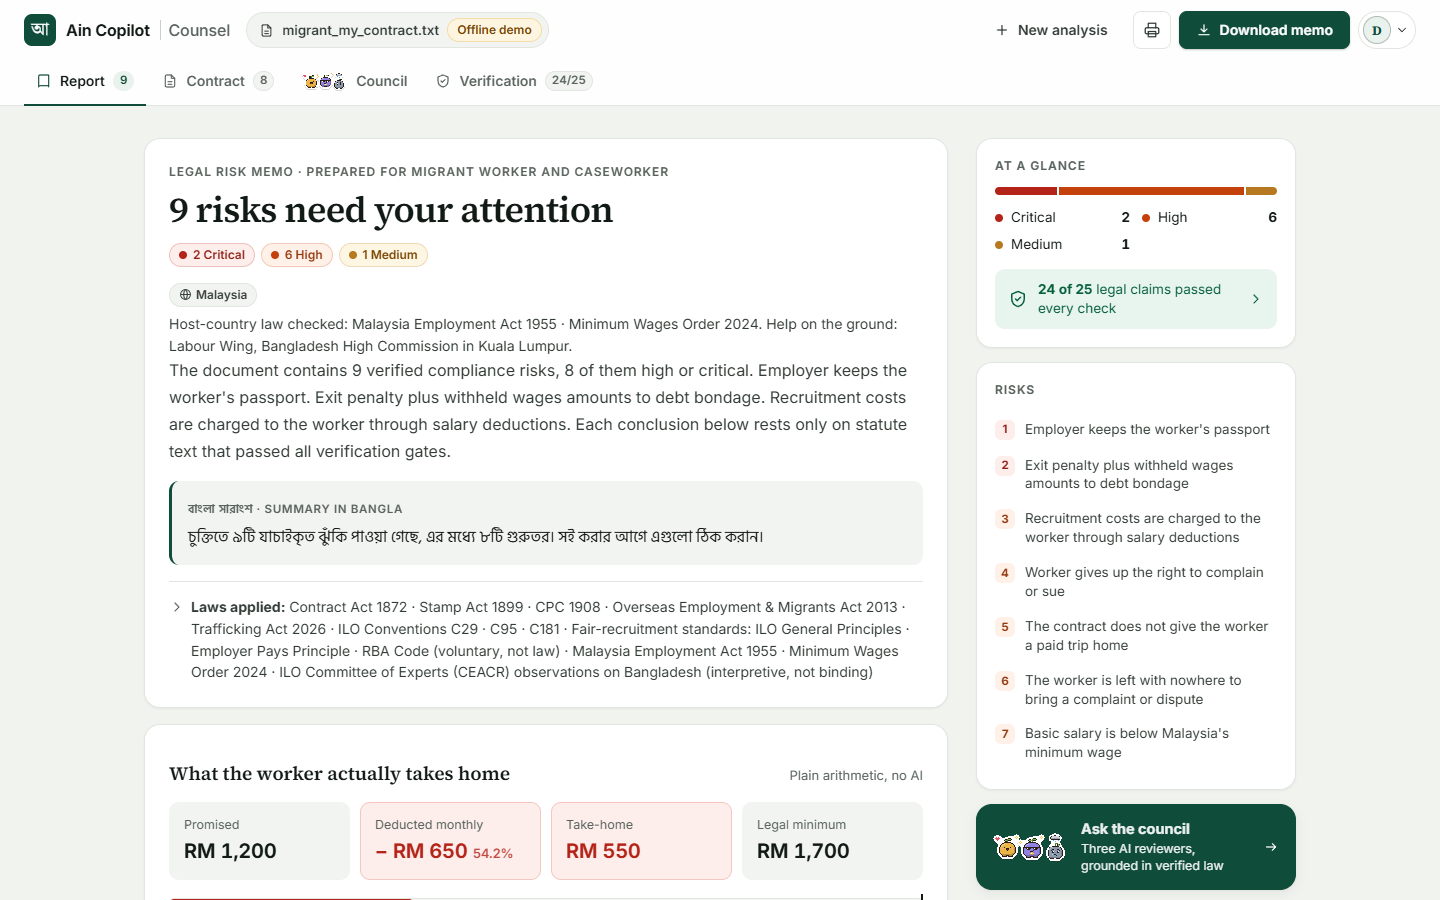 আ Ain Copilot Counsel migrant_my_contract.txt Offline demo New analysis Download memo D
Report 9 Contract 8 Council Verification 24/25
LEGAL RISK MEMO · PREPARED FOR MIGRANT WORKER AND CASEWORKER
9 risks need your attention
2 Critical 6 High 1 Medium
Malaysia
Host-country law checked: Malaysia Employment Act 1955 · Minimum Wages Order 2024. Help on the ground:
Labour Wing, Bangladesh High Commission in Kuala Lumpur.
The document contains 9 verified compliance risks, 8 of them high or critical. Employer keeps the
worker's passport. Exit penalty plus withheld wages amounts to debt bondage. Recruitment costs
are charged to the worker through salary deductions. Each conclusion below rests only on statute
text that passed all verification gates.
বাংলা সারাংশ · SUMMARY IN BANGLA
চুক্তিতে ৯টি যাচাইকৃত ঝুঁকি পাওয়া গেছে, এর মধ্যে ৮টি গুরুতর। সই করার আগে এগুলো ঠিক করান।
Laws applied: Contract Act 1872 · Stamp Act 1899 · CPC 1908 · Overseas Employment & Migrants Act 2013 ·
Trafficking Act 2026 · ILO Conventions C29 · C95 · C181 · Fair-recruitment standards: ILO General Principles ·
Employer Pays Principle · RBA Code (voluntary, not law) · Malaysia Employment Act 1955 · Minimum Wages
Order 2024 · ILO Committee of Experts (CEACR) observations on Bangladesh (interpretive, not binding)
What the worker actually takes home Plain arithmetic, no AI
Promised Deducted monthly Take-home Legal minimum
RM 1,200 − RM 650 54.2% RM 550 RM 1,700
AT A GLANCE
Critical 2 High 6
Medium 1
24 of 25 legal claims passed
every check
RISKS
1 Employer keeps the worker's passport
2 Exit penalty plus withheld wages
amounts to debt bondage
3 Recruitment costs are charged to the
worker through salary deductions
4 Worker gives up the right to complain
or sue
5 The contract does not give the worker
a paid trip home
6 The worker is left with nowhere to
bring a complaint or dispute
7 Basic salary is below Malaysia's
minimum wage
Ask the council
Three AI reviewers,
grounded in verified law